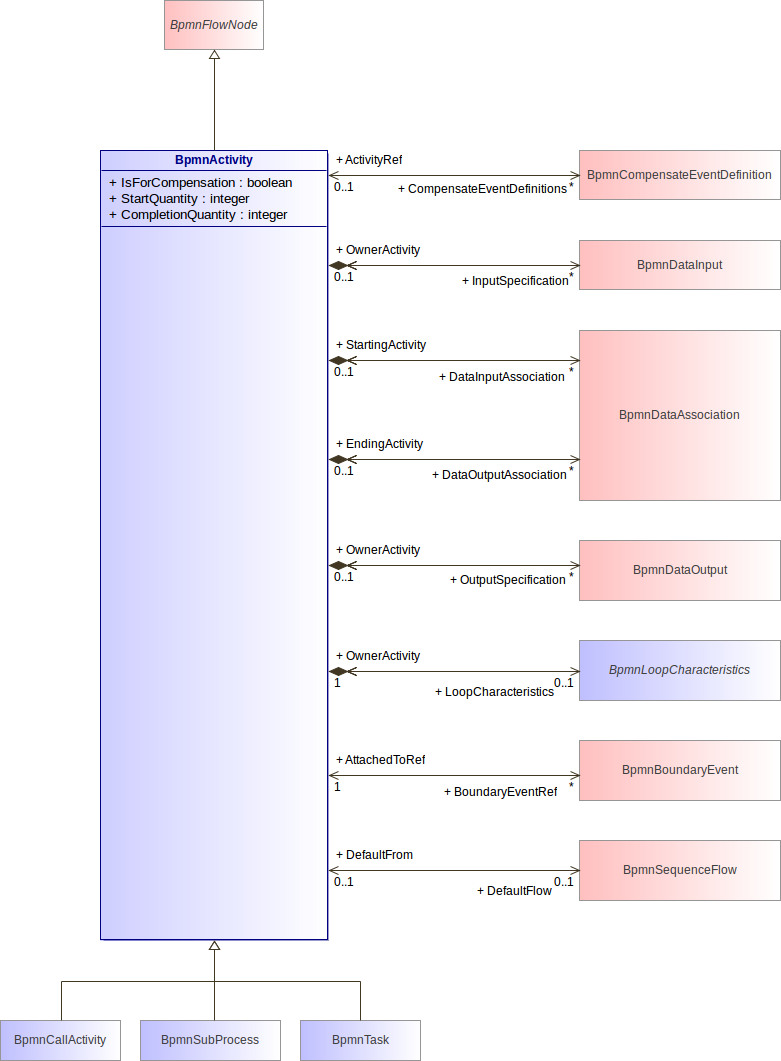 BpmnFlowNode
BpmnActivity
+ IsForCompensation : boolean
+ StartQuantity : integer
+ CompletionQuantity : integer
+ ActivityRef
0..1
+ CompensateEventDefinitions
*
BpmnCompensateEventDefinition
+ OwnerActivity
0..1
+ InputSpecification
*
BpmnDataInput
+ StartingActivity
0..1
+ DataInputAssociation
*
BpmnDataAssociation
+ EndingActivity
0..1
+ DataOutputAssociation
*
+ OwnerActivity
0..1
+ OutputSpecification
*
BpmnDataOutput
+ OwnerActivity
1
+ LoopCharacteristics
0..1
BpmnLoopCharacteristics
+ AttachedToRef
1
+ BoundaryEventRef
*
BpmnBoundaryEvent
+ DefaultFrom
0..1
+ DefaultFlow
0..1
BpmnSequenceFlow
BpmnCallActivity
BpmnSubProcess
BpmnTask